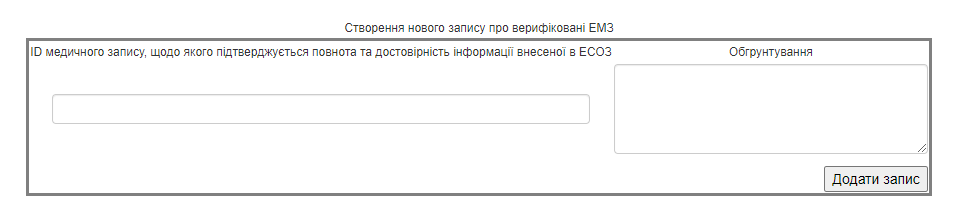 Створення нового запису про верифіковані ЕМЗ
ID медичного запису, щодо якого підтверджується повнота та достовірність інформації внесеної в ЕСОЗ
Обгрунтування
Додати запис